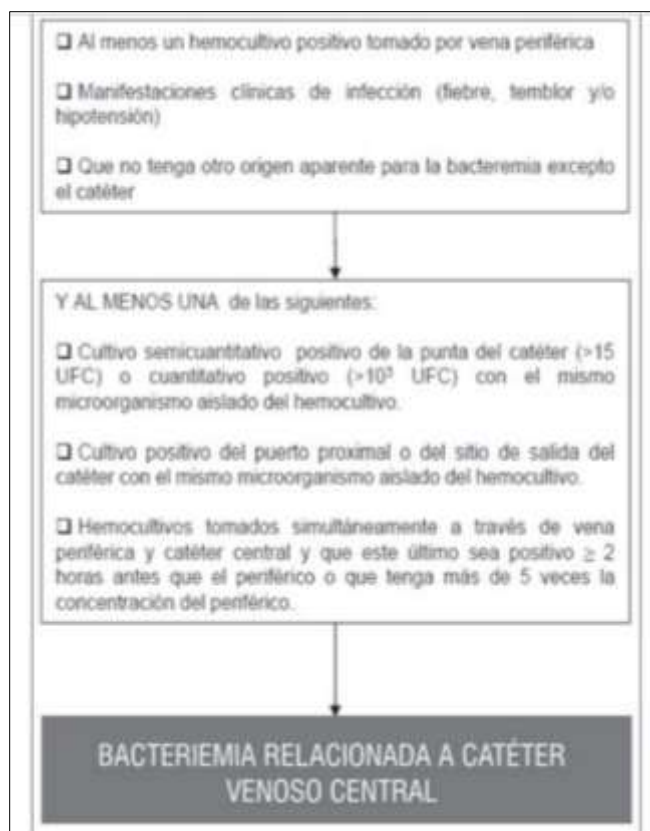 ❑ Al menos un hemocultivo positivo tomado por vena periférica
❑ Manifestaciones clínicas de infección (fiebre, temblor y/o
hipotensión)
❑ Que no tenga otro origen aparente para la bacteremia excepto
el catéter
Y AL MENOS UNA de las siguientes:
❑ Cultivo semicuantitativo positivo de la punta del catéter (>15
UFC) o cuantitativo positivo (>10³ UFC) con el mismo
microorganismo aislado del hemocultivo.
❑ Cultivo positivo del puerto proximal o del sitio de salida del
catéter con el mismo microorganismo aislado del hemocultivo.
❑ Hemocultivos tomados simultáneamente a través de vena
periférica y catéter central y que este último sea positivo ≥ 2
horas antes que el periférico o que tenga más de 5 veces la
concentración del periférico.
BACTERIEMIA RELACIONADA A CATÉTER
VENOSO CENTRAL